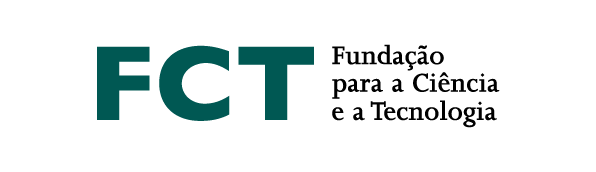 FCT
Fundação
para a Ciência
e a Tecnologia